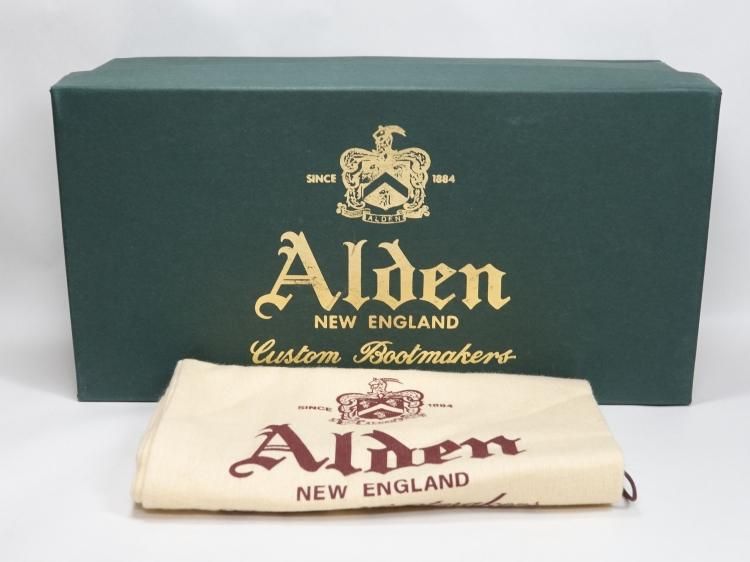 SINCE 1884
ALDEN
Alden
NEW ENGLAND
Custom Bootmakers
SINCE 1884
Alden
NEW ENGLAND